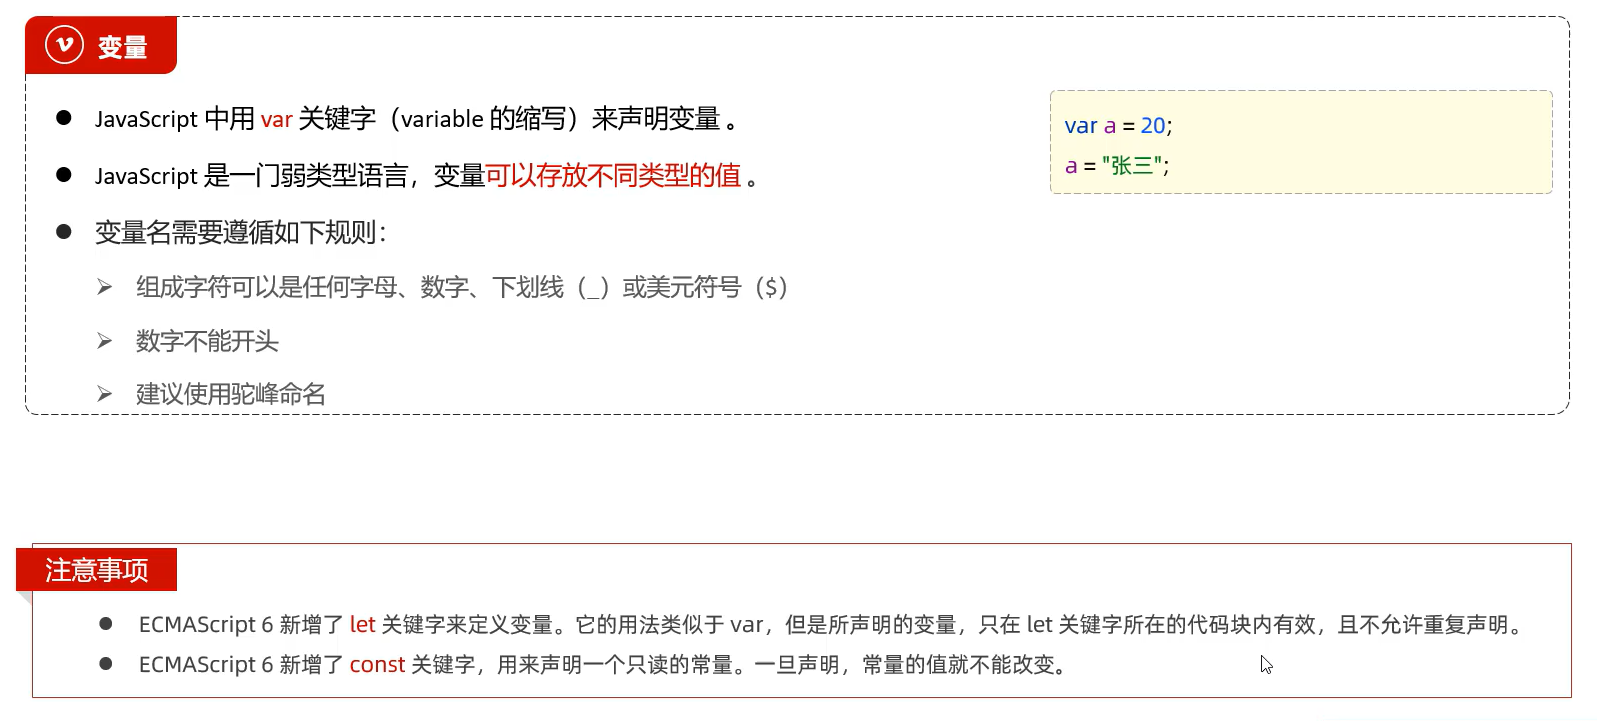 变量
JavaScript 中用 var 关键字（variable 的缩写）来声明变量 。
JavaScript 是一门弱类型语言，变量可以存放不同类型的值 。
变量名需要遵循如下规则：
组成字符可以是任何字母、数字、下划线（_）或美元符号（$）
数字不能开头
建议使用驼峰命名
var a = 20;
a = "张三";
注意事项
ECMAScript 6 新增了 let 关键字来定义变量。它的用法类似于 var，但是所声明的变量，只在 let 关键字所在的代码块内有效，且不允许重复声明。
ECMAScript 6 新增了 const 关键字，用来声明一个只读的常量。一旦声明，常量的值就不能改变。